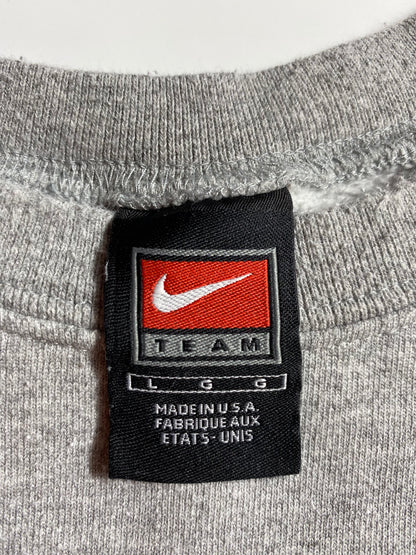 TEAM
L G G
MADE IN U.S.A.
FABRIQUE AUX
ETATS-UNIS